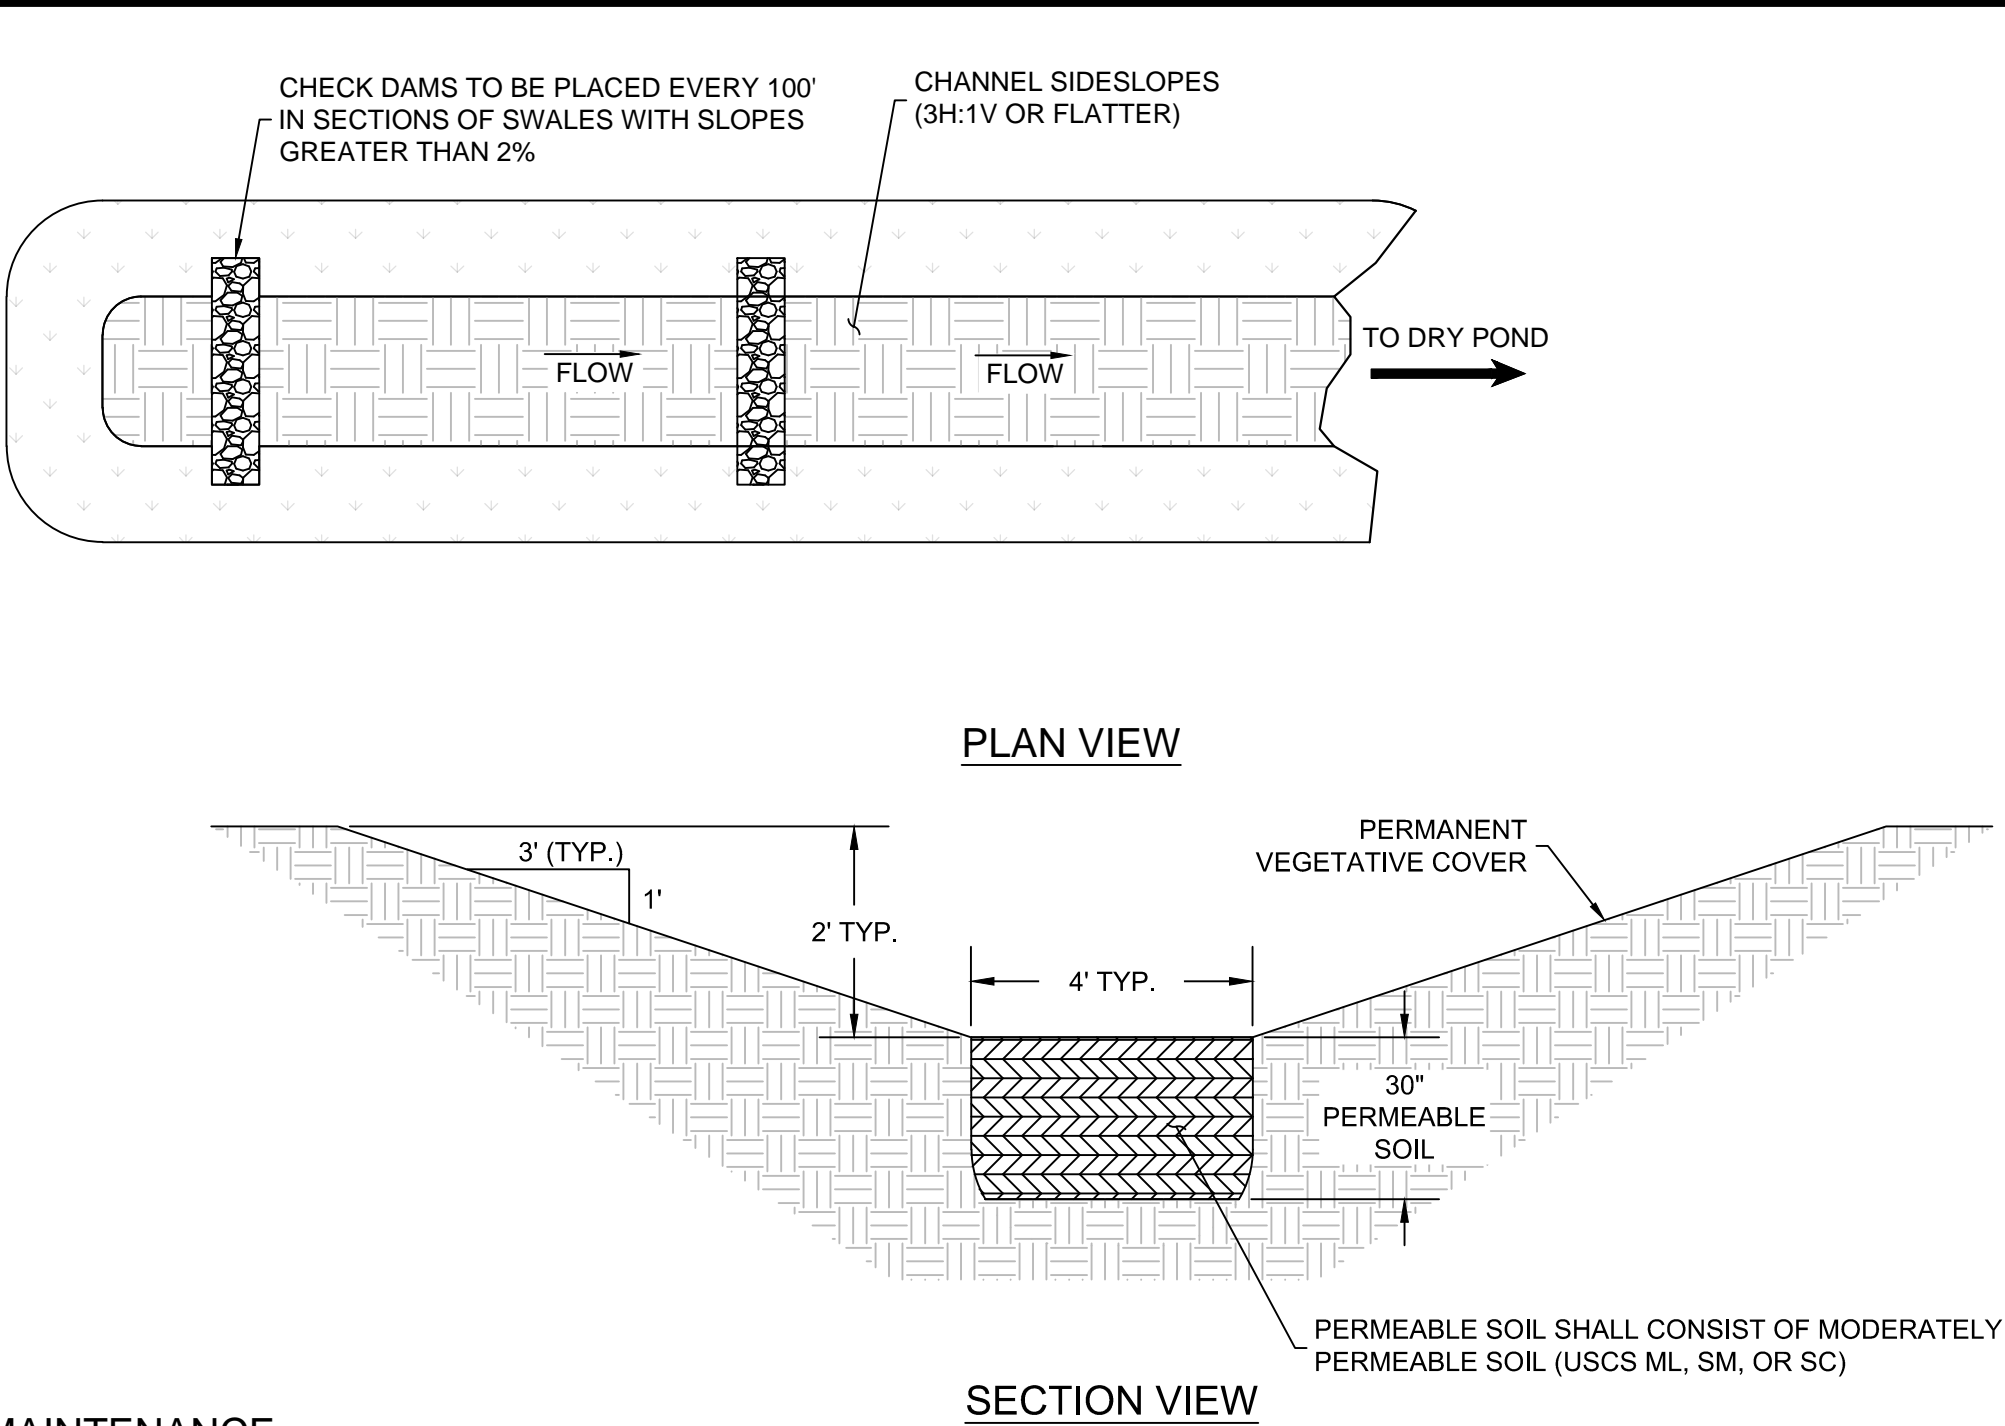 CHECK DAMS TO BE PLACED EVERY 100'
IN SECTIONS OF SWALES WITH SLOPES
GREATER THAN 2%
CHANNEL SIDESLOPES
(3H:1V OR FLATTER)
FLOW
FLOW
TO DRY POND
PLAN VIEW
3' (TYP.)
1'
2' TYP.
4' TYP.
PERMANENT
VEGETATIVE COVER
30"
PERMEABLE
SOIL
PERMEABLE SOIL SHALL CONSIST OF MODERATELY
PERMEABLE SOIL (USCS ML, SM, OR SC)
SECTION VIEW